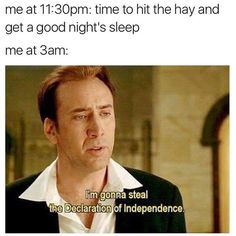 me at 11:30pm: time to hit the hay and
get a good night's sleep
me at 3am:
I'm gonna steal
the Declaration of Independence.